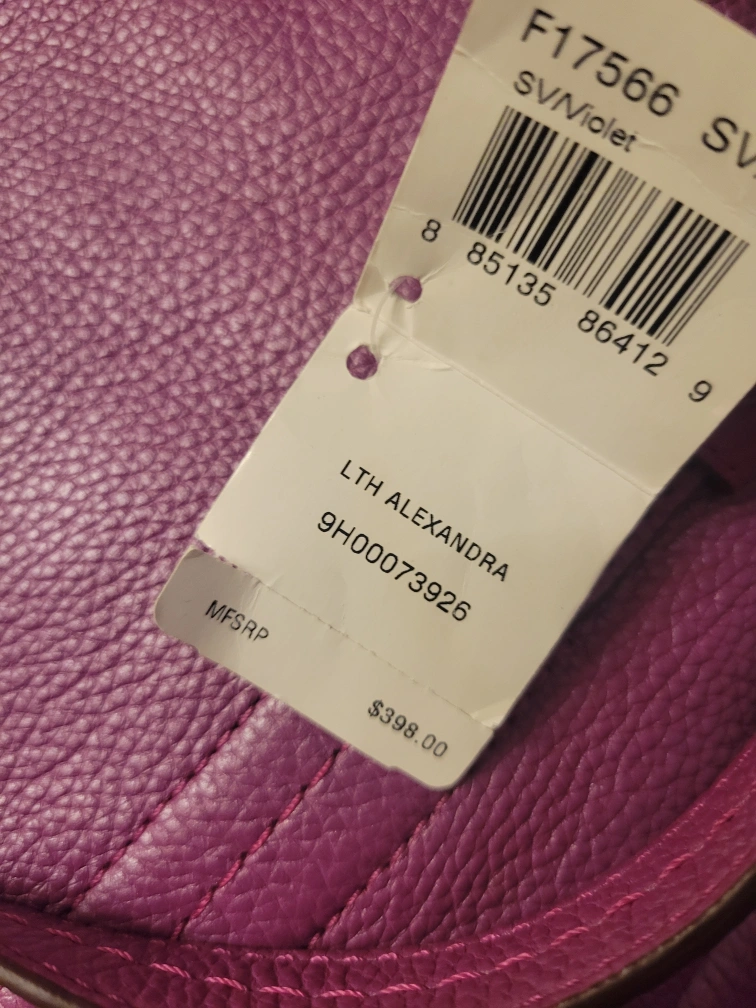 F17566 SV
SV/Violet
8 85135 86412 9
LTH ALEXANDRA
9H00073926
MFSRP
$398.00